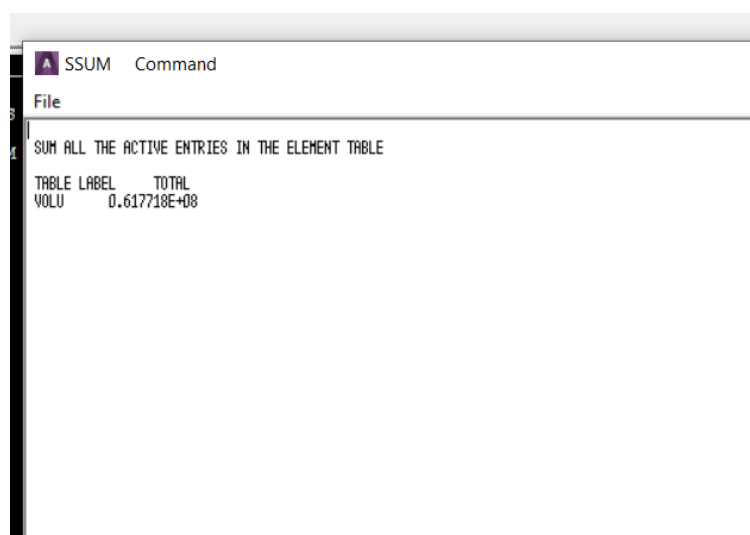 SSUM Command
File
SUM ALL THE ACTIVE ENTRIES IN THE ELEMENT TABLE
TABLE LABEL TOTAL
VOLU 0.617718E+08